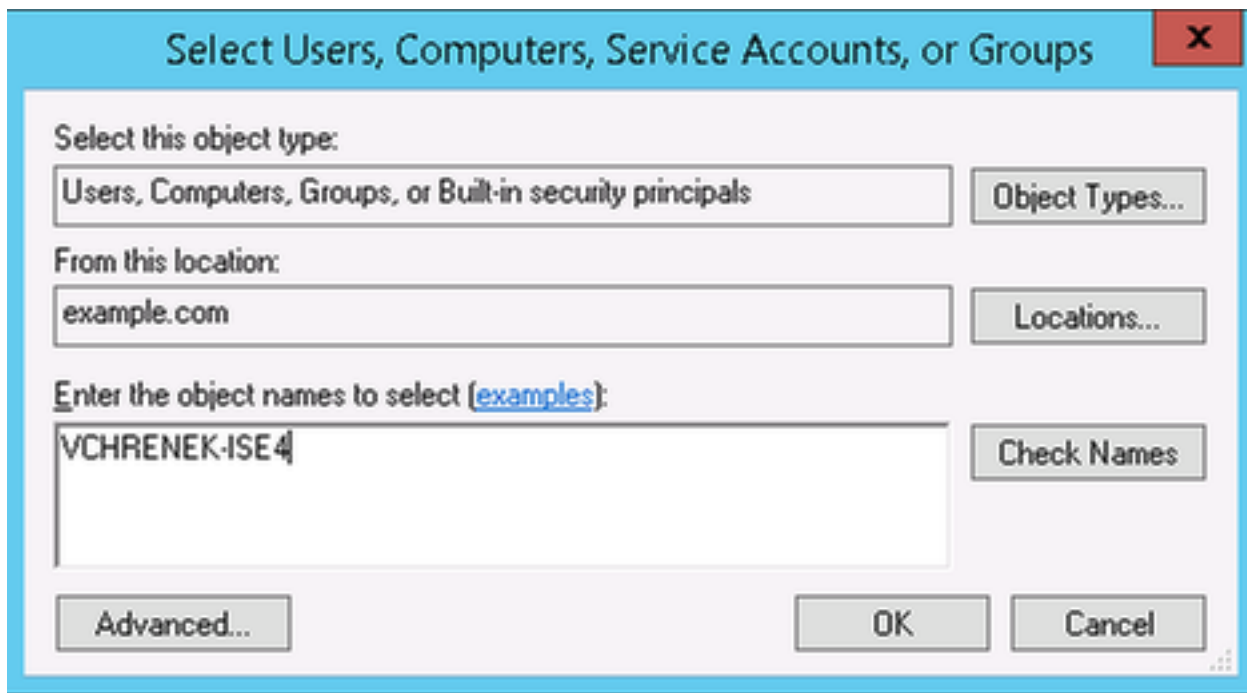 Select Users, Computers, Service Accounts, or Groups
x
Select this object type:
Users, Computers, Groups, or Built-in security principals
Object Types...
From this location:
example.com
Locations...
Enter the object names to select (examples):
VCHRENEK-ISE4
Check Names
Advanced...
OK
Cancel